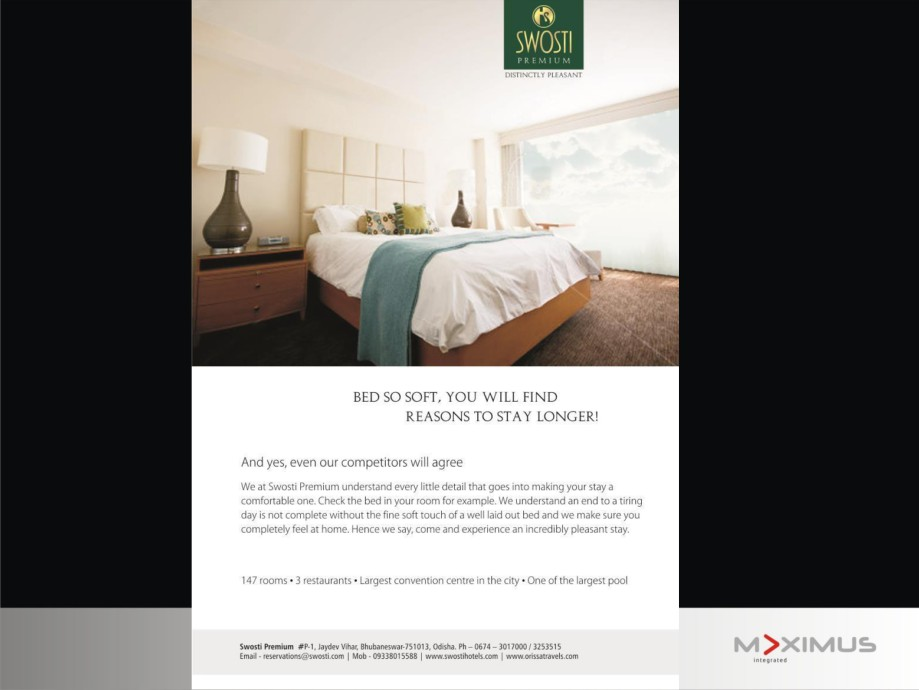 SWOSTI
PREMIUM
DISTINCTLY PLEASANT
BED SO SOFT, YOU WILL FIND
REASONS TO STAY LONGER!
And yes, even our competitors will agree
We at Swosti Premium understand every little detail that goes into making your stay a
comfortable one. Check the bed in your room for example. We understand an end to a tiring
day is not complete without the fine soft touch of a well laid out bed and we make sure you
completely feel at home. Hence we say, come and experience an incredibly pleasant stay.
147 rooms • 3 restaurants • Largest convention centre in the city • One of the largest pool
Swosti Premium #P-1, Jaydev Vihar, Bhubaneswar-751013, Odisha. Ph – 0674 – 3017000 / 3253515
Email - reservations@swosti.com | Mob - 09338015588 | www.swostihotels.com | www.orissatravels.com
MAXIMUS
integrated